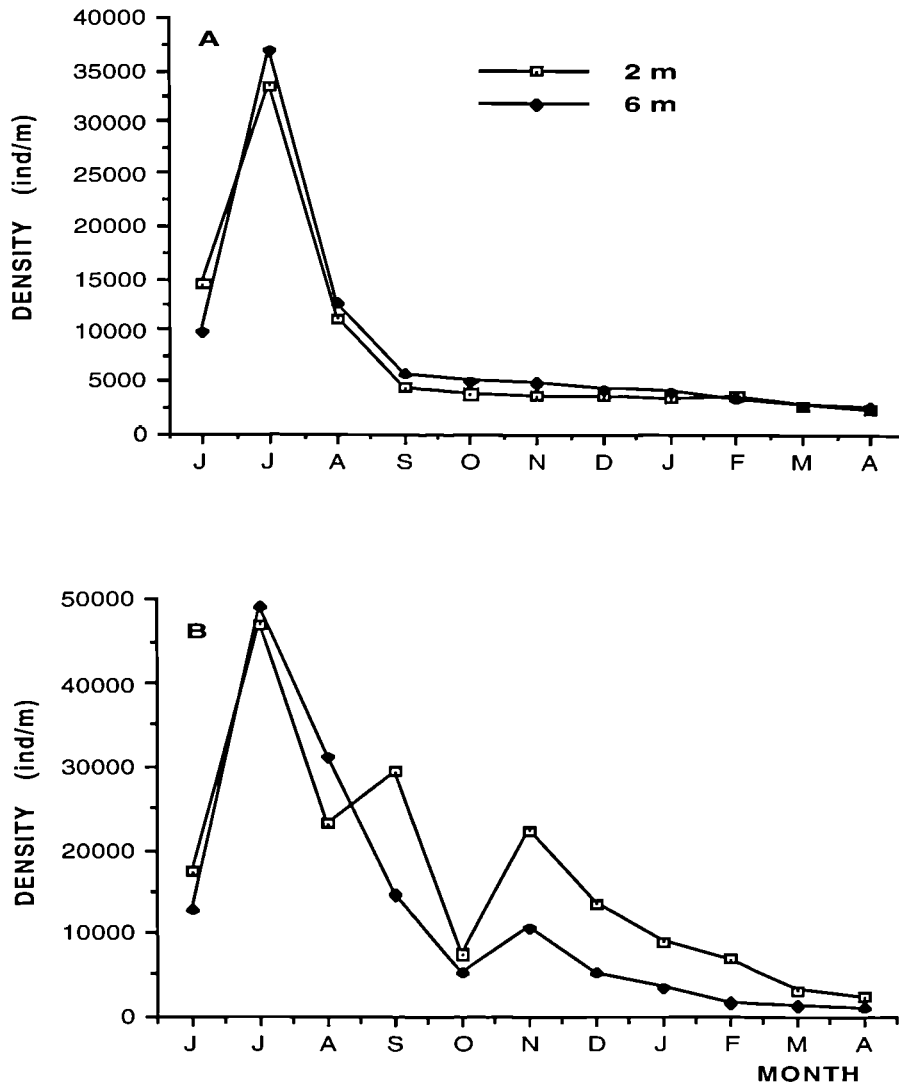 A
2 m
6 m
DENSITY (ind/m)
40000
35000
30000
25000
20000
15000
10000
5000
0
J J A S O N D J F M A
B
DENSITY (ind/m)
50000
40000
30000
20000
10000
0
J J A S O N D J F M A
MONTH